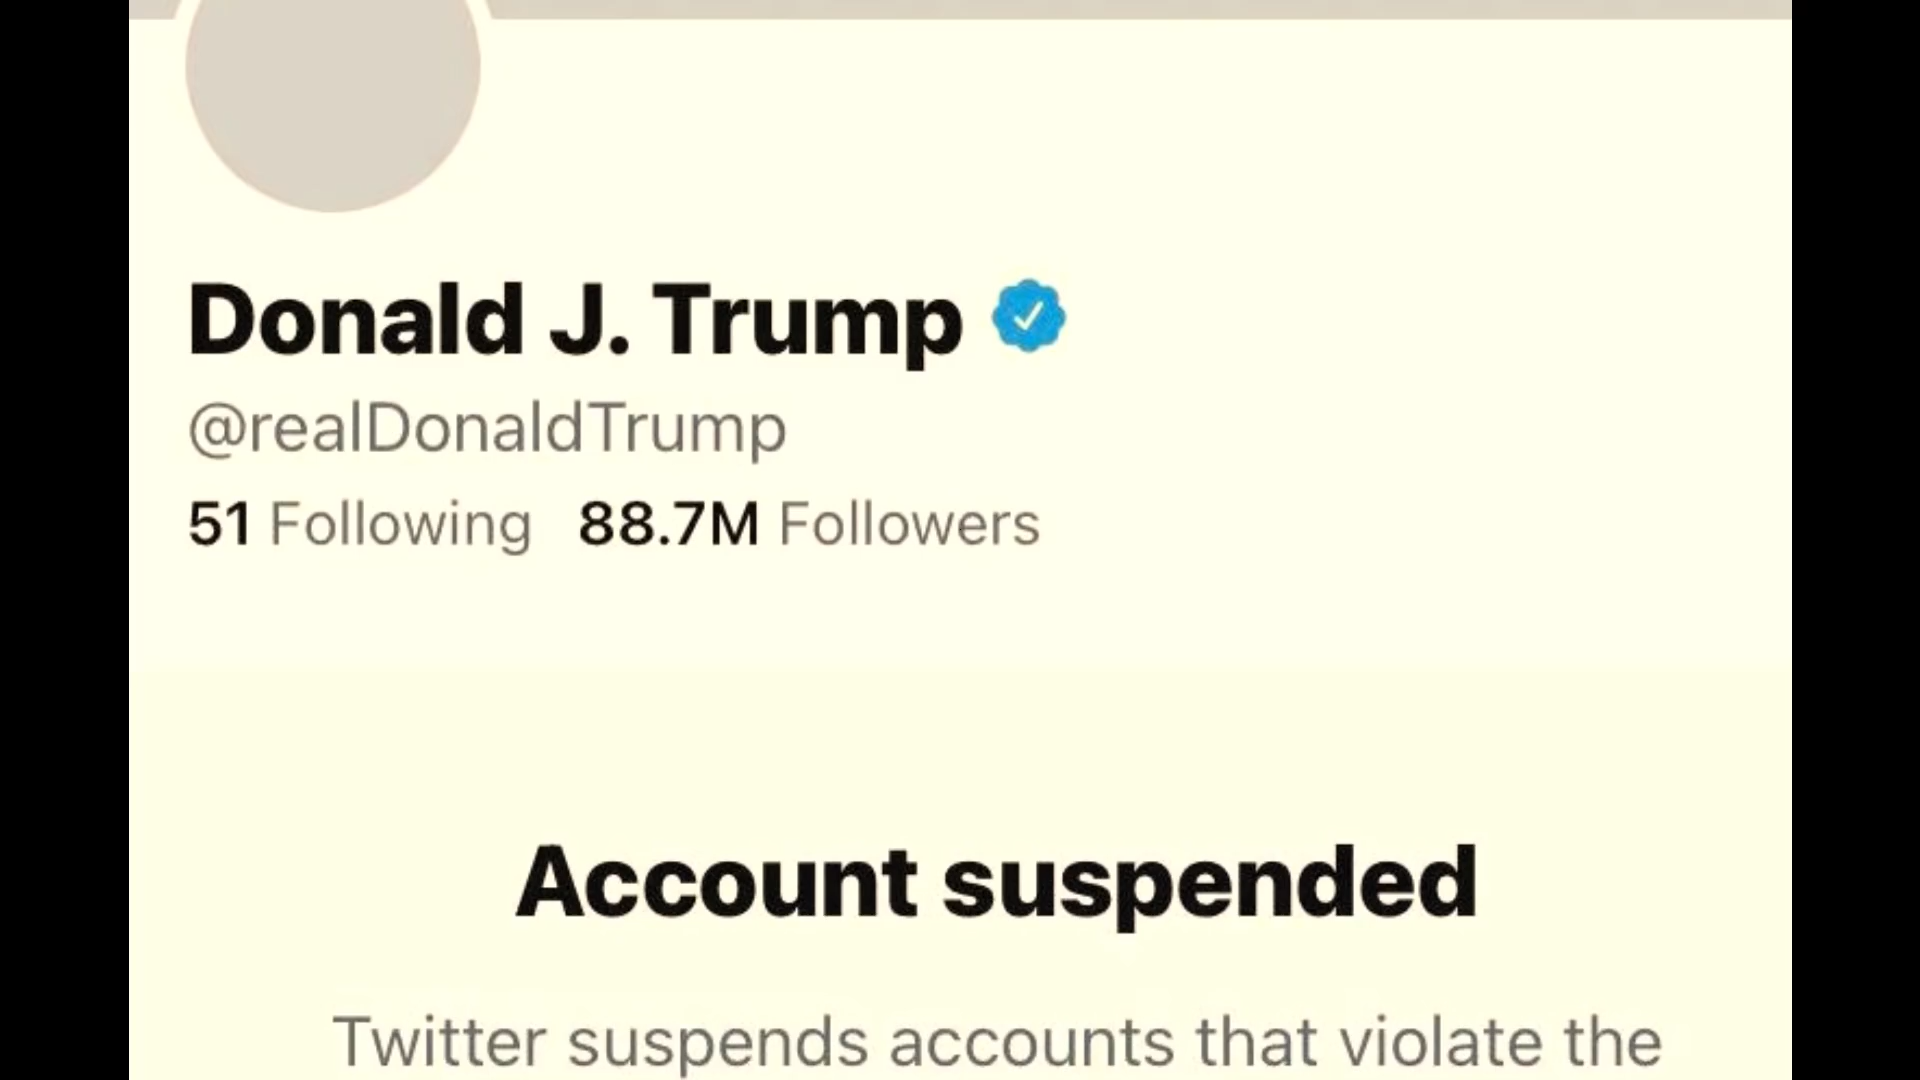 Donald J. Trump
@realDonaldTrump
51 Following 88.7M Followers
Account suspended
Twitter suspends accounts that violate the